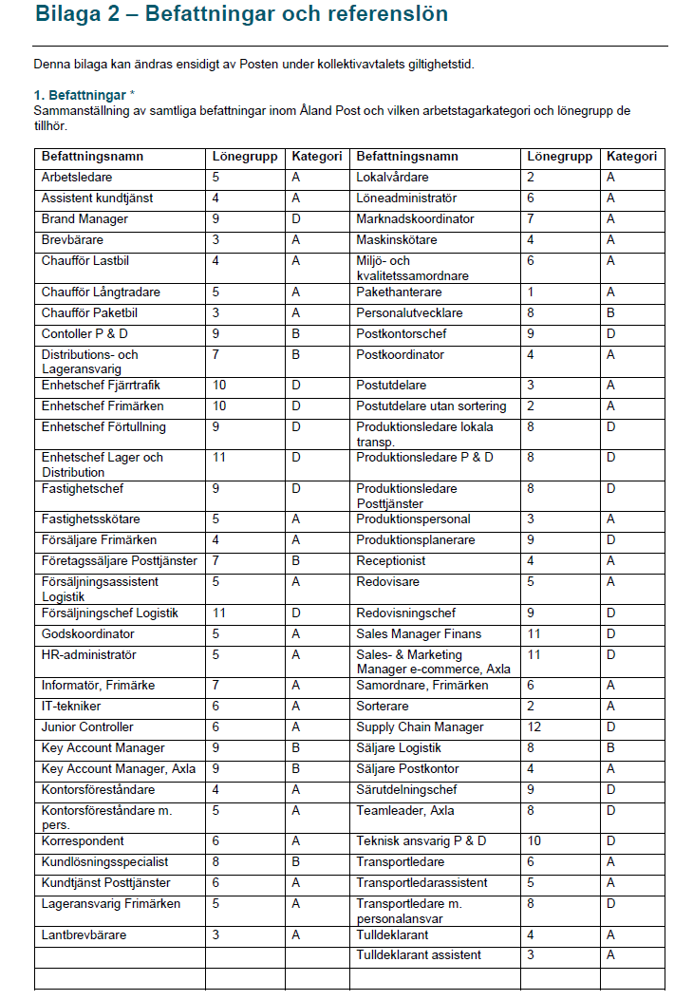 Bilaga 2 – Befattningar och referenslön
Denna bilaga kan ändras ensidigt av Posten under kollektivavtalets giltighetstid.
1. Befattningar *
Sammanställning av samtliga befattningar inom Åland Post och vilken arbetstagarkategori och lönegrupp de
tillhör.
Befattningsnamn Lönegrupp Kategori Befattningsnamn Lönegrupp Kategori
Arbetsledare 5 A Lokalvårdare 2 A
Assistent kundtjänst 4 A Löneadministratör 6 A
Brand Manager 9 D Marknadskoordinator 7 A
Brevbärare 3 A Maskinskötare 4 A
Chaufför Lastbil 4 A Miljö- och 6 A
kvalitetssamordnare
Chaufför Långtradare 5 A Pakethanterare 1 A
Chaufför Paketbil 3 A Personalutvecklare 8 B
Contoller P & D 9 B Postkontorschef 9 D
Distributions- och 7 B Postkoordinator 4 A
Lageransvarig
Enhetschef Fjärrtrafik 10 D Postutdelare 3 A
Enhetschef Frimärken 10 D Postutdelare utan sortering 2 A
Enhetschef Förtullning 9 D Produktionsledare lokala 8 D
transp.
Enhetschef Lager och 11 D Produktionsledare P & D 8 D
Distribution
Fastighetschef 9 D Produktionsledare 8 D
Posttjänster
Fastighetsskötare 5 A Produktionspersonal 3 A
Försäljare Frimärken 4 A Produktionsplanerare 9 D
Företagssäljare Posttjänster 7 B Receptionist 4 A
Försäljningsassistent 5 A Redovisare 5 A
Logistik
Försäljningschef Logistik 11 D Redovisningschef 9 D
Godskoordinator 5 A Sales Manager Finans 11 D
HR-administratör 5 A Sales- & Marketing 11 D
Manager e-commerce, Axla
Informatör, Frimärke 7 A Samordnare, Frimärken 6 A
IT-tekniker 6 A Sorterare 2 A
Junior Controller 6 A Supply Chain Manager 12 D
Key Account Manager 9 B Säljare Logistik 8 B
Key Account Manager, Axla 9 B Säljare Postkontor 4 A
Kontorsföreståndare 4 A Särutdelningschef 9 D
Kontorsföreståndare m. 5 A Teamleader, Axla 8 D
pers.
Korrespondent 6 A Teknisk ansvarig P & D 10 D
Kundlösningsspecialist 8 B Transportledare 6 A
Kundtjänst Posttjänster 6 A Transportledarassistent 5 A
Lageransvarig Frimärken 5 A Transportledare m. 8 D
personalansvar
Lantbrevbärare 3 A Tulldeklarant 4 A
Tulldeklarant assistent 3 A